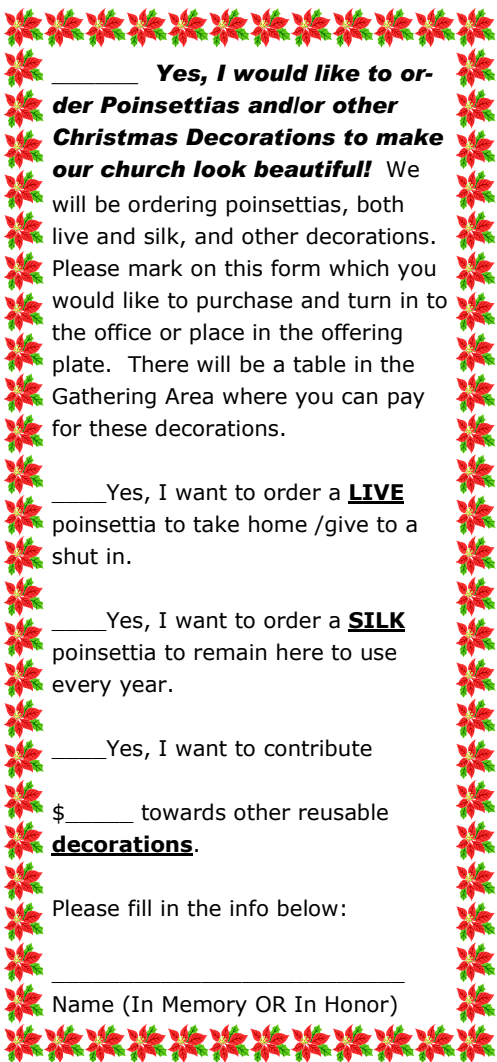 ______ Yes, I would like to or-
der Poinsettias and/or other
Christmas Decorations to make
our church look beautiful! We
will be ordering poinsettias, both
live and silk, and other decorations.
Please mark on this form which you
would like to purchase and turn in to
the office or place in the offering
plate. There will be a table in the
Gathering Area where you can pay
for these decorations.
____Yes, I want to order a LIVE
poinsettia to take home /give to a
shut in.
____Yes, I want to order a SILK
poinsettia to remain here to use
every year.
____Yes, I want to contribute
$_____ towards other reusable
decorations.
Please fill in the info below:
__________________________
Name (In Memory OR In Honor)